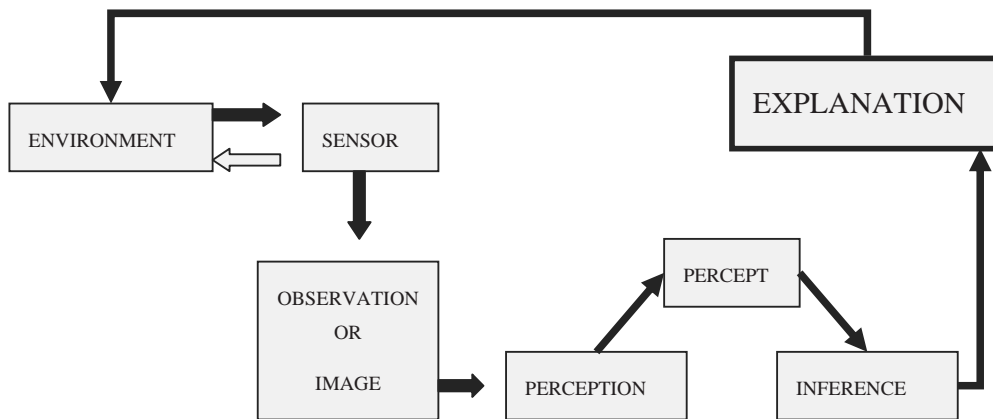 ENVIRONMENT
SENSOR
EXPLANATION
OBSERVATION
OR
IMAGE
PERCEPTION
PERCEPT
INFERENCE